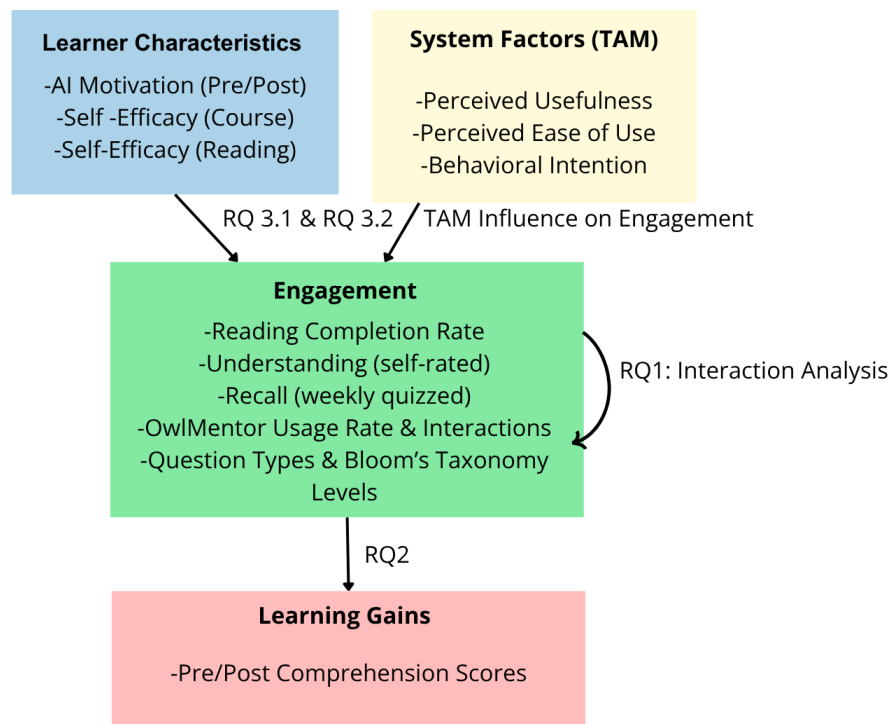 Learner Characteristics
-AI Motivation (Pre/Post)
-Self -Efficacy (Course)
-Self-Efficacy (Reading)
System Factors (TAM)
-Perceived Usefulness
-Perceived Ease of Use
-Behavioral Intention
RQ 3.1 & RQ 3.2
TAM Influence on Engagement
Engagement
-Reading Completion Rate
-Understanding (self-rated)
-Recall (weekly quizzed)
-OwlMentor Usage Rate & Interactions
-Question Types & Bloom’s Taxonomy
Levels
RQ1: Interaction Analysis
RQ2
Learning Gains
-Pre/Post Comprehension Scores